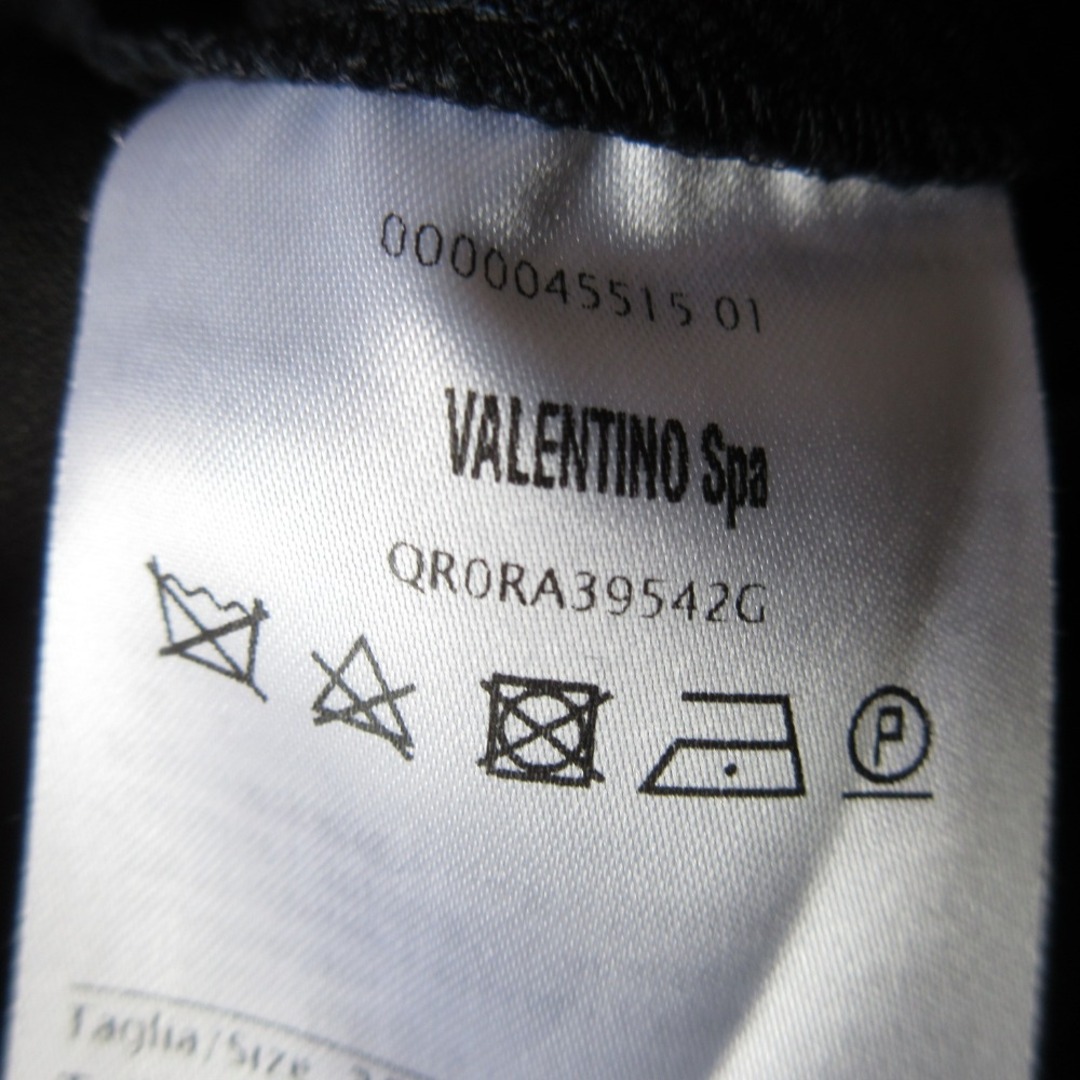 0000045515 01
VALENTINO Spa
QR0RA39542G
P
Taglia/Size